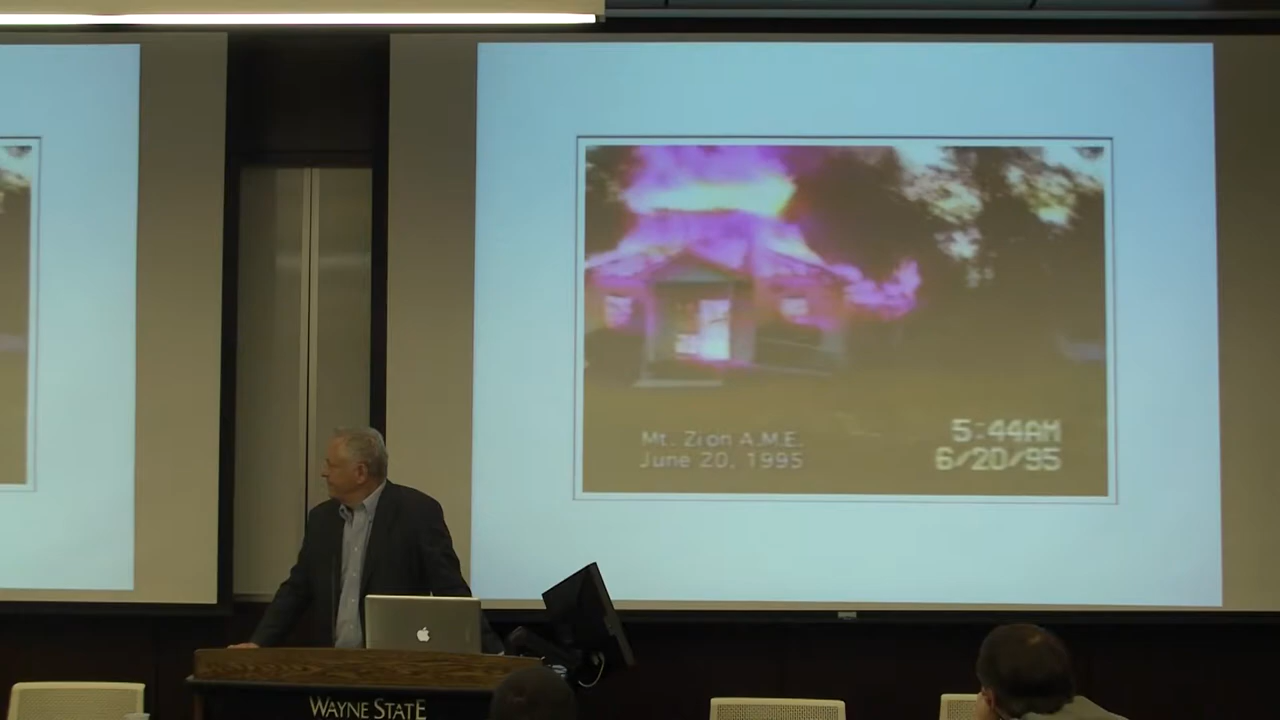 Mt. Zion A.M.E.
June 20, 1995
5:44AM
6/20/95
WAYNE STATE